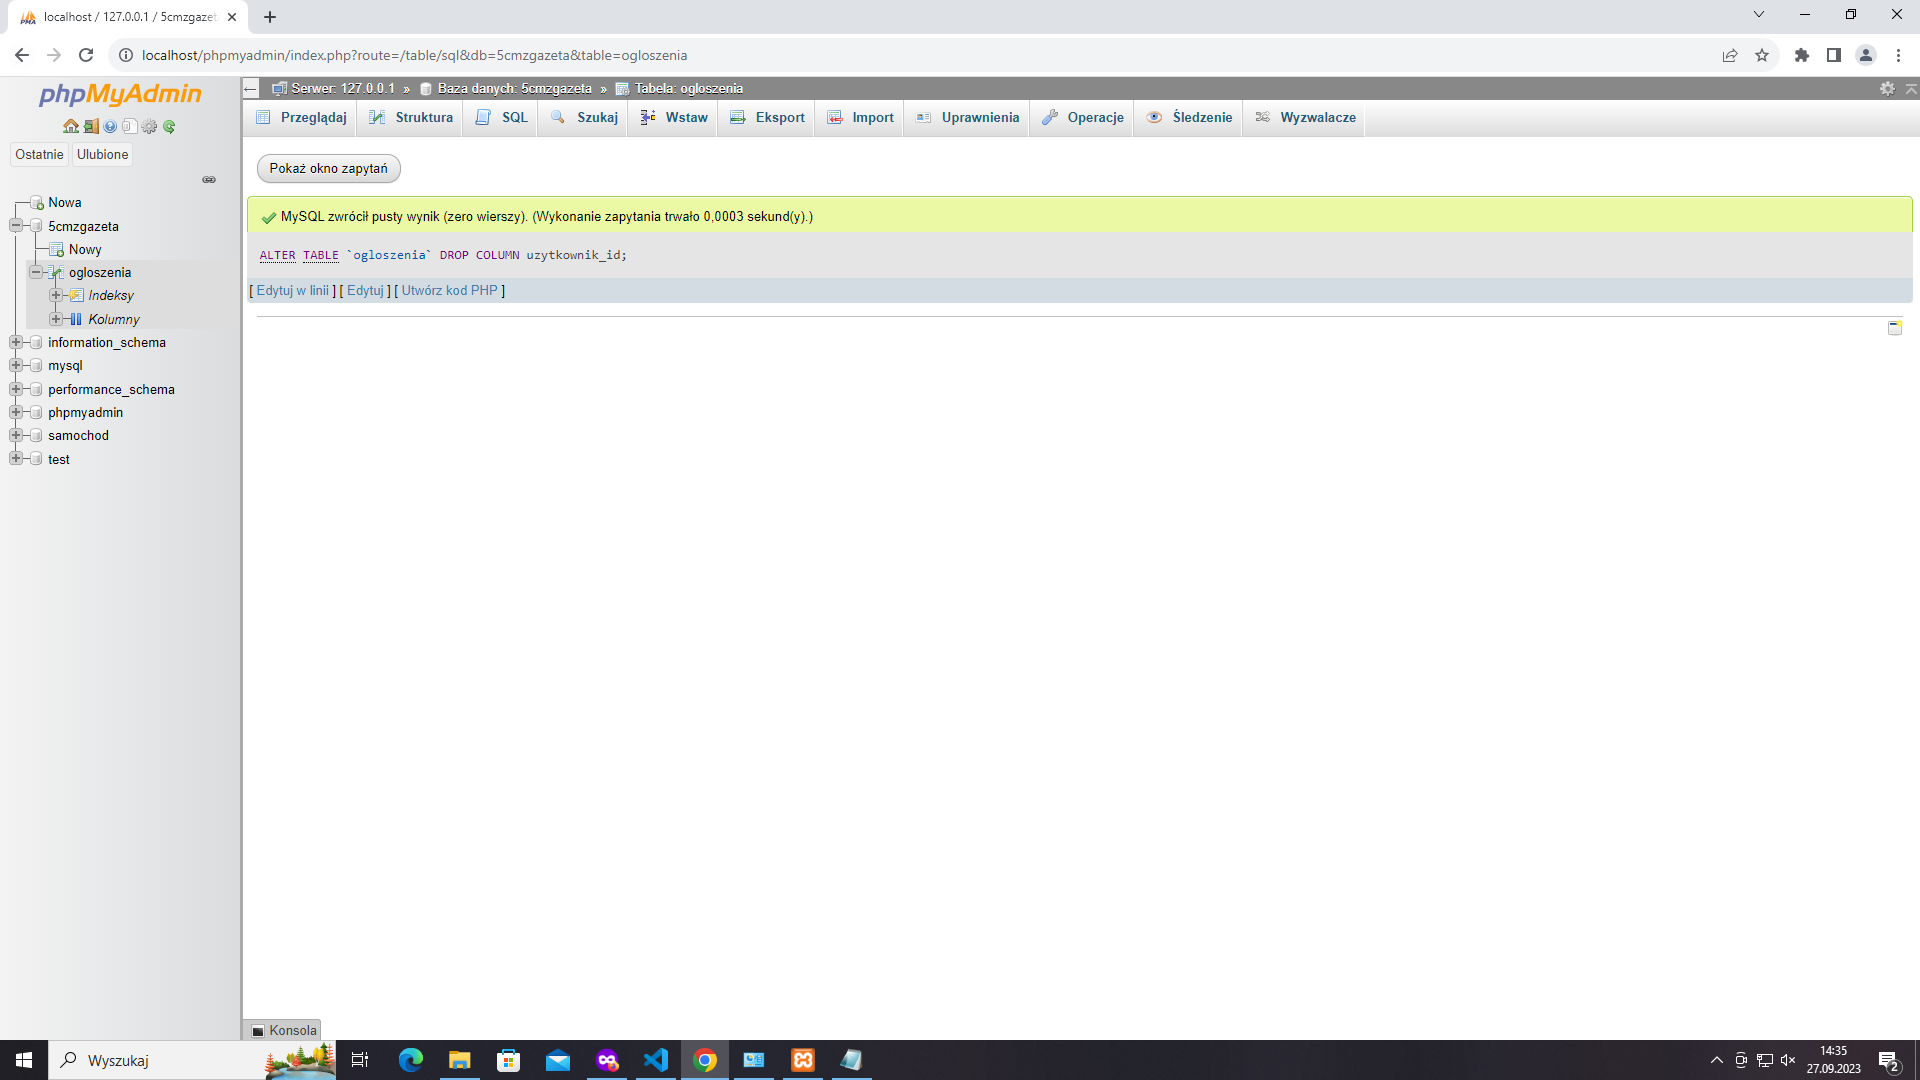 localhost / 127.0.0.1 / 5cmzgazet
localhost/phpmyadmin/index.php?route=/table/sql&db=5cmzgazeta&table=ogloszenia
phpMyAdmin
Ostatnie
Ulubione
Nowa
5cmzgazeta
Nowy
ogloszenia
Indeksy
Kolumny
information_schema
mysql
performance_schema
phpmyadmin
samochod
test
Serwer: 127.0.0.1 » Baza danych: 5cmzgazeta » Tabela: ogloszenia
Przeglądaj Struktura SQL Szukaj Wstaw Eksport Import Uprawnienia Operacje Śledzenie Wyzwalacze
Pokaż okno zapytań
MySQL zwrócił pusty wynik (zero wierszy). (Wykonanie zapytania trwało 0,0003 sekund(y).)
ALTER TABLE `ogloszenia` DROP COLUMN uzytkownik_id;
[ Edytuj w linii ] [ Edytuj ] [ Utwórz kod PHP ]
Konsola
Wyszukaj
14:35
27.09.2023
2